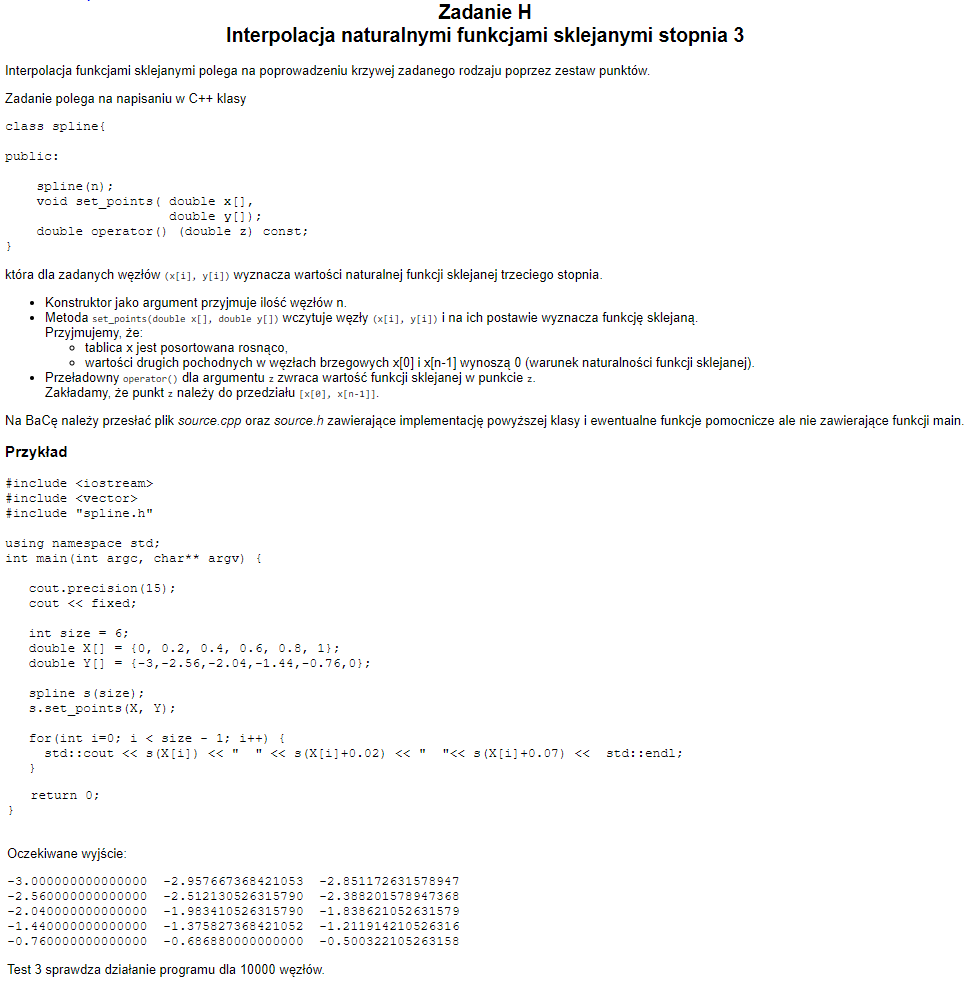 Zadanie H
Interpolacja naturalnymi funkcjami sklejanymi stopnia 3
Interpolacja funkcjami sklejanymi polega na poprowadzeniu krzywej zadanego rodzaju poprzez zestaw punktów.
Zadanie polega na napisaniu w C++ klasy
class spline{
public:
    spline(n);
    void set_points( double x[],
                     double y[]);
    double operator() (double z) const;
}
która dla zadanych węzłów (x[i], y[i]) wyznacza wartości naturalnej funkcji sklejanej trzeciego stopnia.
• Konstruktor jako argument przyjmuje ilość węzłów n.
• Metoda set_points(double x[], double y[]) wczytuje węzły (x[i], y[i]) i na ich postawie wyznacza funkcję sklejaną.
Przyjmujemy, że:
◦ tablica x jest posortowana rosnąco,
◦ wartości drugich pochodnych w węzłach brzegowych x[0] i x[n-1] wynoszą 0 (warunek naturalności funkcji sklejanej).
• Przeładowny operator() dla argumentu z zwraca wartość funkcji sklejanej w punkcie z.
Zakładamy, że punkt z należy do przedziału [x[0], x[n-1]].
Na BaCę należy przesłać plik source.cpp oraz source.h zawierające implementację powyższej klasy i ewentualne funkcje pomocnicze ale nie zawierające funkcji main.
Przykład
#include <iostream>
#include <vector>
#include "spline.h"
using namespace std;
int main(int argc, char** argv) {
   cout.precision(15);
   cout << fixed;
   int size = 6;
   double X[] = {0, 0.2, 0.4, 0.6, 0.8, 1};
   double Y[] = {-3,-2.56,-2.04,-1.44,-0.76,0};
   spline s(size);
   s.set_points(X, Y);
   for(int i=0; i < size - 1; i++) {
     std::cout << s(X[i]) << "  " << s(X[i]+0.02) << "  "<< s(X[i]+0.07) <<  std::endl;
   }
   return 0;
}
Oczekiwane wyjście:
-3.000000000000000  -2.957667368421053  -2.851172631578947
-2.560000000000000  -2.512130526315790  -2.388201578947368
-2.040000000000000  -1.983410526315790  -1.838621052631579
-1.440000000000000  -1.375827368421052  -1.211914210526316
-0.760000000000000  -0.686880000000000  -0.500322105263158
Test 3 sprawdza działanie programu dla 10000 węzłów.